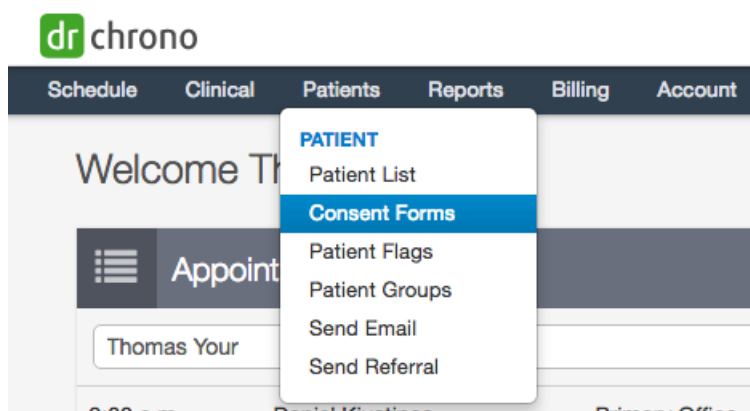 dr chrono
Schedule Clinical Patients Reports Billing Account
Welcome
PATIENT
Patient List
Consent Forms
Patient Flags
Patient Groups
Send Email
Send Referral
Appoint
Thomas Your